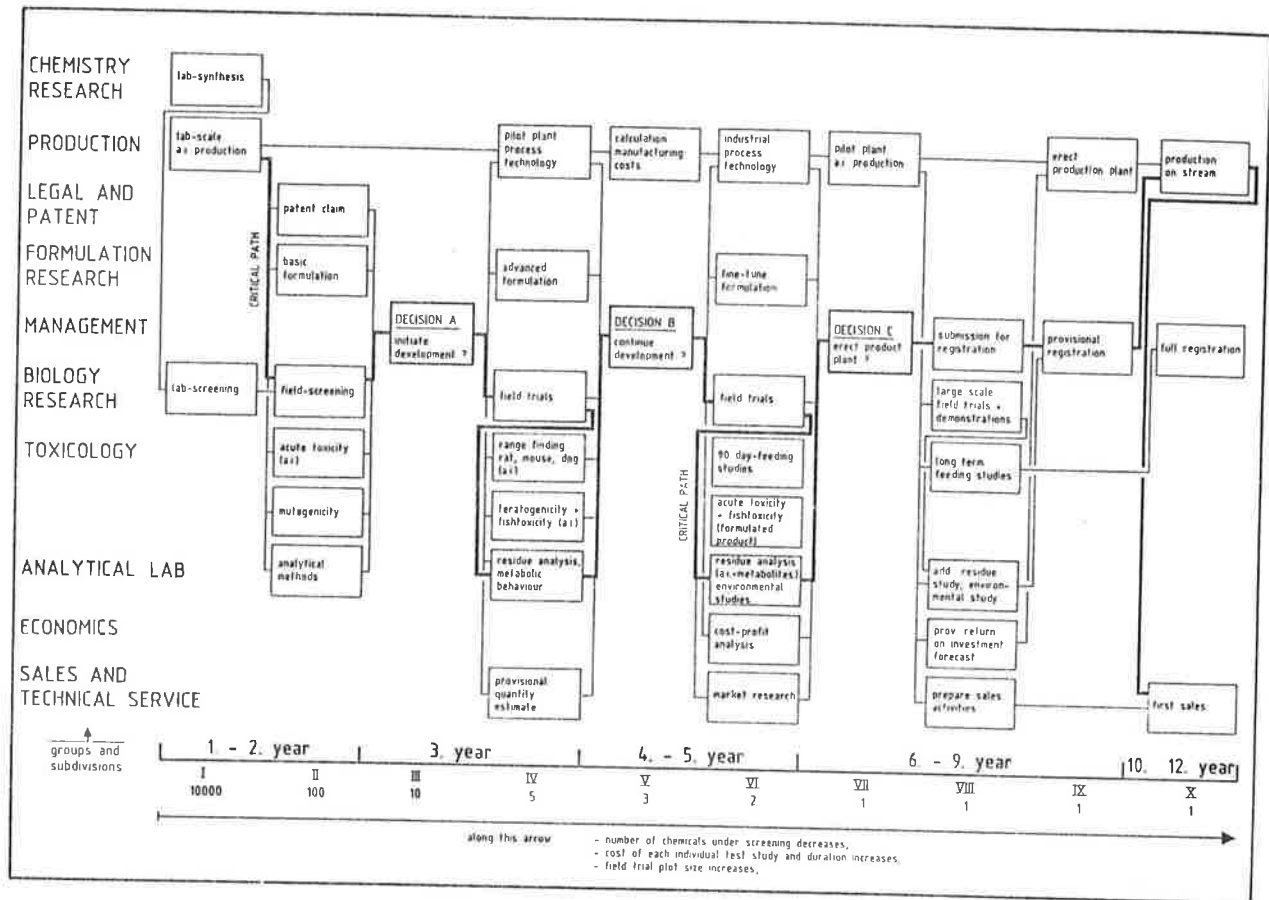 CHEMISTRY
RESEARCH
lab-synthesis
PRODUCTION
lab-scale
a.i. production
pilot plant
process
technology
calculation
manufacturing
costs
industrial
process
technology
pilot plant
a.i. production
erect
production plant
production
on stream
LEGAL AND
PATENT
patent claim
FORMULATION
RESEARCH
CRITICAL PATH
basic
formulation
advanced
formulation
fine-tune
formulation
MANAGEMENT
DECISION A
initiate
development ?
DECISION B
continue
development ?
DECISION C
erect product
plant ?
submission for
registration
provisional
registration
full registration
BIOLOGY
RESEARCH
lab-screening
field-screening
field trials
field trials
large scale
field trials +
demonstrations
TOXICOLOGY
acute toxicity
(a.i.)
range finding
rat, mouse, dog
(a.i.)
90 day-feeding
studies
long term
feeding studies
mutagenicity
teratogenicity +
fishtoxicity (a.i.)
CRITICAL PATH
acute toxicity
+ fishtoxicity
(formulated
product)
ANALYTICAL LAB
analytical
methods
residue analysis,
metabolic
behaviour
residue analysis
(a.i.+metabolites)
environmental
studies
add residue
study, environ-
mental study
ECONOMICS
cost-profit
analysis
prov return
on investment
forecast
SALES AND
TECHNICAL SERVICE
provisional
quantity
estimate
market research
prepare sales
activities
first sales
groups and
subdivisions
1. - 2. year
3. year
4. - 5. year
6. - 9. year
10. 12. year
I II III IV V VI VII VIII IX X
10000 100 10 5 3 2 1 1 1 1
along this arrow
- number of chemicals under screening decreases,
- cost of each individual test study and duration increases,
- field trial plot size increases,